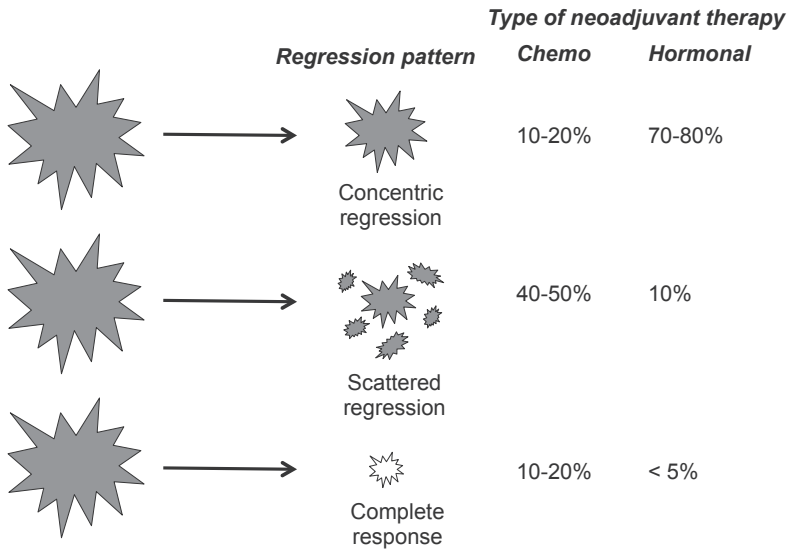 Type of neoadjuvant therapy
Regression pattern Chemo Hormonal
10-20% 70-80%
Concentric
regression
40-50% 10%
Scattered
regression
10-20% < 5%
Complete
response